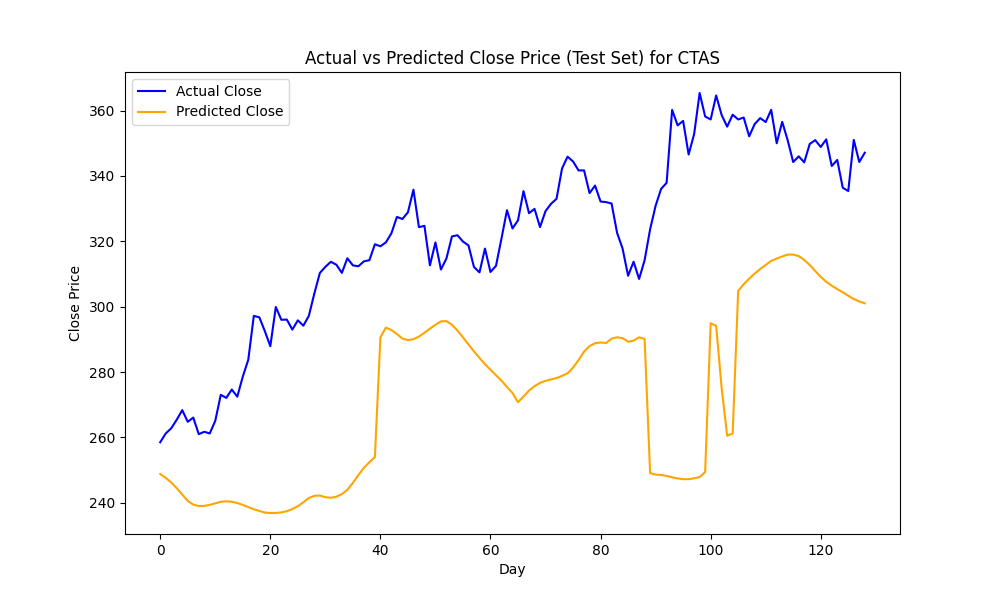 Actual vs Predicted Close Price (Test Set) for CTAS
Actual Close
Predicted Close
360
340
320
300
280
260
240
Close Price
0 20 40 60 80 100 120
Day